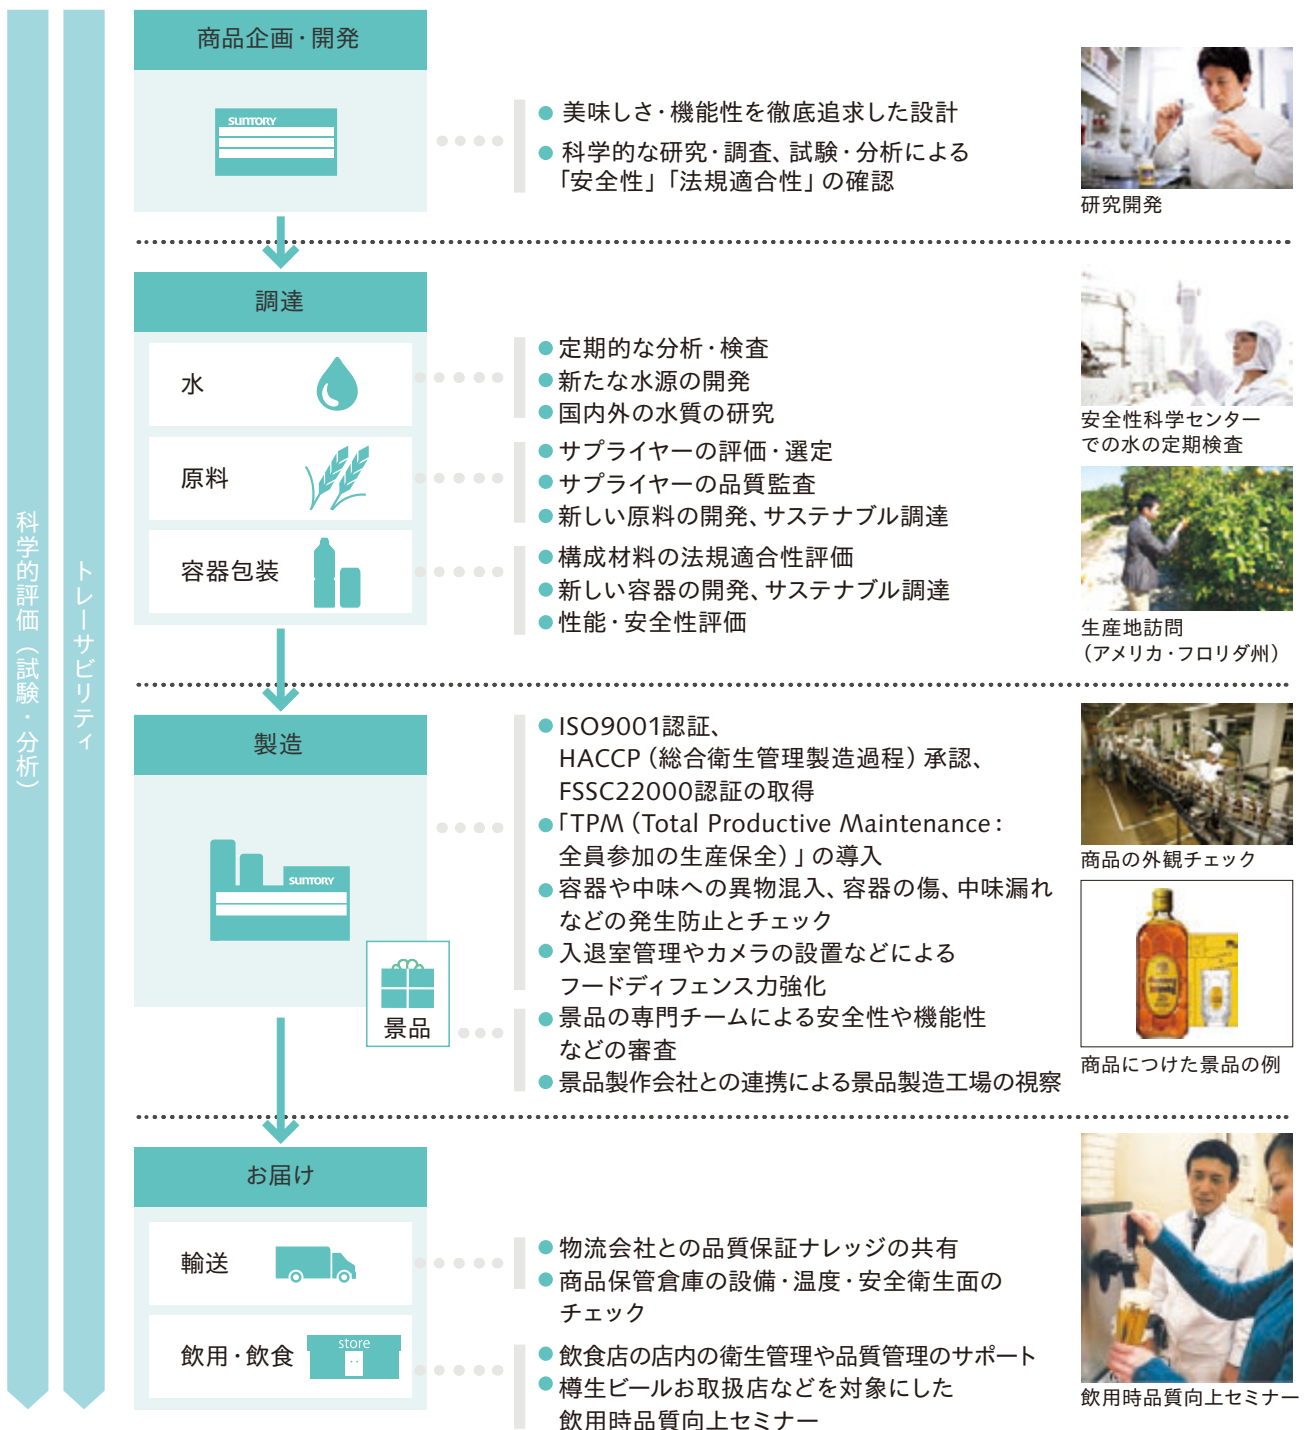 科学的評価（試験・分析）
トレーサビリティ
商品企画・開発
SUNTORY
● 美味しさ・機能性を徹底追求した設計
● 科学的な研究・調査、試験・分析による
「安全性」「法規適合性」の確認
研究開発
調達
水
● 定期的な分析・検査
● 新たな水源の開発
● 国内外の水質の研究
安全性科学センター
での水の定期検査
原料
● サプライヤーの評価・選定
● サプライヤーの品質監査
● 新しい原料の開発、サステナブル調達
容器包装
● 構成材料の法規適合性評価
● 新しい容器の開発、サステナブル調達
● 性能・安全性評価
生産地訪問
（アメリカ・フロリダ州）
製造
SUNTORY
● ISO9001認証、
HACCP（総合衛生管理製造過程）承認、
FSSC22000認証の取得
● 「TPM（Total Productive Maintenance：
全員参加の生産保全）」の導入
● 容器や中味への異物混入、容器の傷、中味漏れ
などの発生防止とチェック
● 入退室管理やカメラの設置などによる
フードディフェンス力強化
商品の外観チェック
景品
● 景品の専門チームによる安全性や機能性
などの審査
● 景品製作会社との連携による景品製造工場の視察
商品につけた景品の例
お届け
輸送
● 物流会社との品質保証ナレッジの共有
● 商品保管倉庫の設備・温度・安全衛生面の
チェック
飲用・飲食
store
● 飲食店の店内の衛生管理や品質管理のサポート
● 樽生ビールお取扱店などを対象にした
飲用時品質向上セミナー
飲用時品質向上セミナー